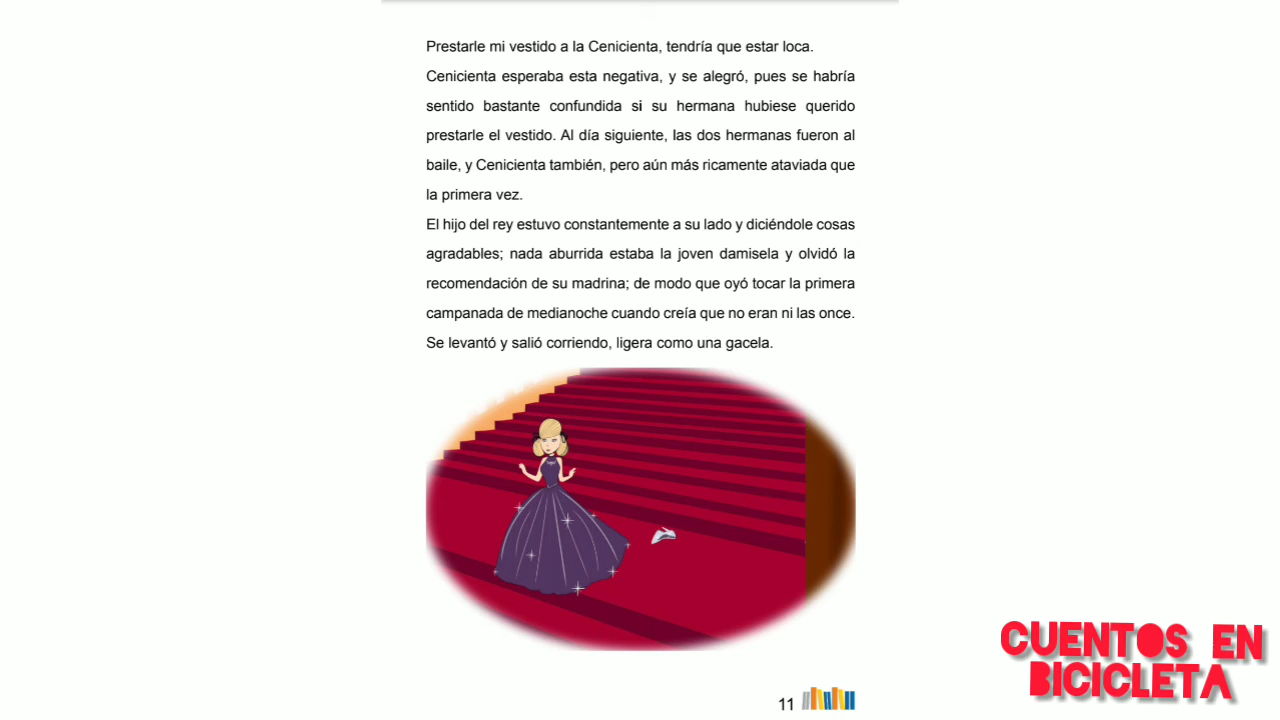 Prestarle mi vestido a la Cenicienta, tendría que estar loca.
Cenicienta esperaba esta negativa, y se alegró, pues se habría
sentido bastante confundida si su hermana hubiese querido
prestarle el vestido. Al día siguiente, las dos hermanas fueron al
baile, y Cenicienta también, pero aún más ricamente ataviada que
la primera vez.
El hijo del rey estuvo constantemente a su lado y diciéndole cosas
agradables; nada aburrida estaba la joven damisela y olvidó la
recomendación de su madrina; de modo que oyó tocar la primera
campanada de medianoche cuando creía que no eran ni las once.
Se levantó y salió corriendo, ligera como una gacela.
11
CUENTOS EN
BICICLETA